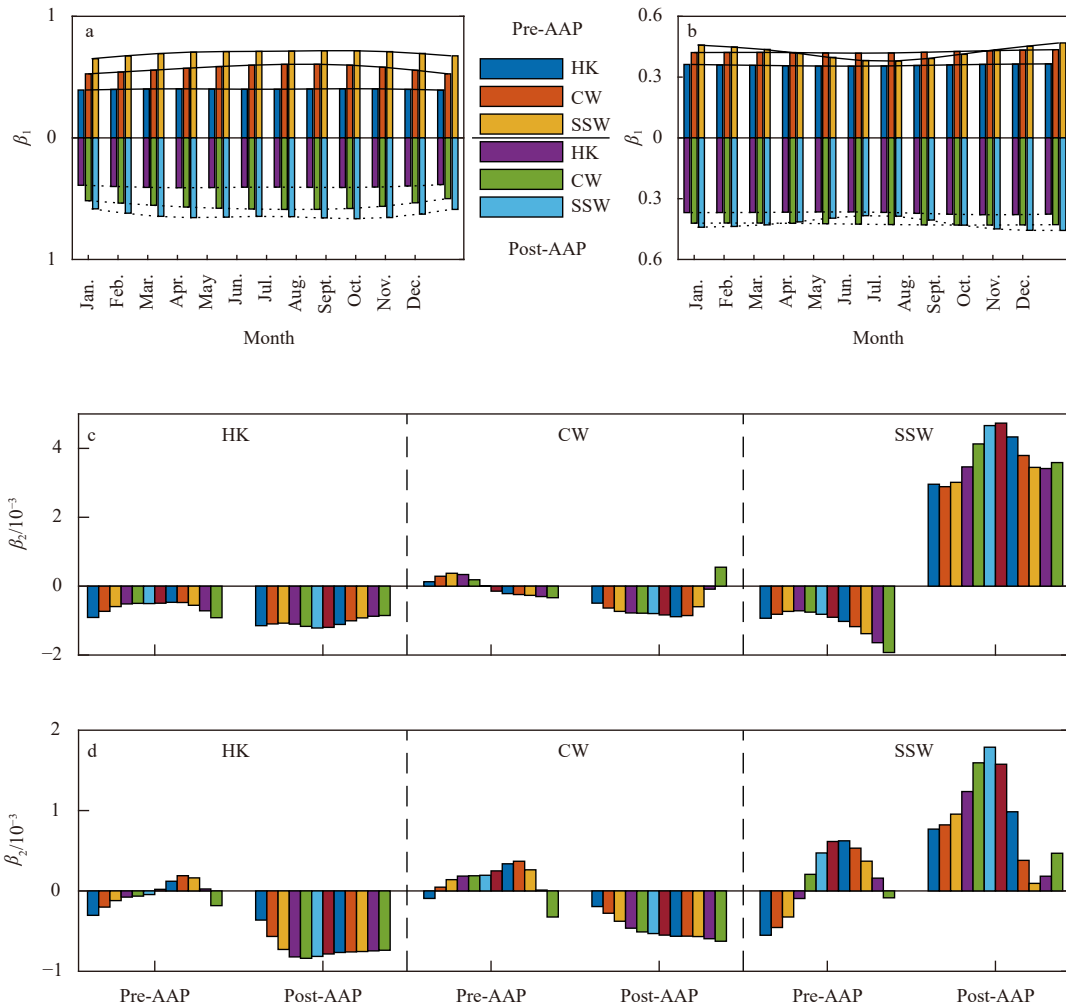 1
a
β₁
0
1
Jan.
Feb.
Mar.
Apr.
May
Jun.
Jul.
Aug.
Sept.
Oct.
Nov.
Dec.
Month
Pre-AAP
HK
CW
SSW
HK
CW
SSW
Post-AAP
0.6
b
0.3
β₁
0
0.3
0.6
Jan.
Feb.
Mar.
Apr.
May
Jun.
Jul.
Aug.
Sept.
Oct.
Nov.
Dec.
Month
c
HK
CW
SSW
4
2
β₂/10⁻³
0
−2
2
d
HK
CW
SSW
1
β₂/10⁻³
0
−1
Pre-AAP
Post-AAP
Pre-AAP
Post-AAP
Pre-AAP
Post-AAP